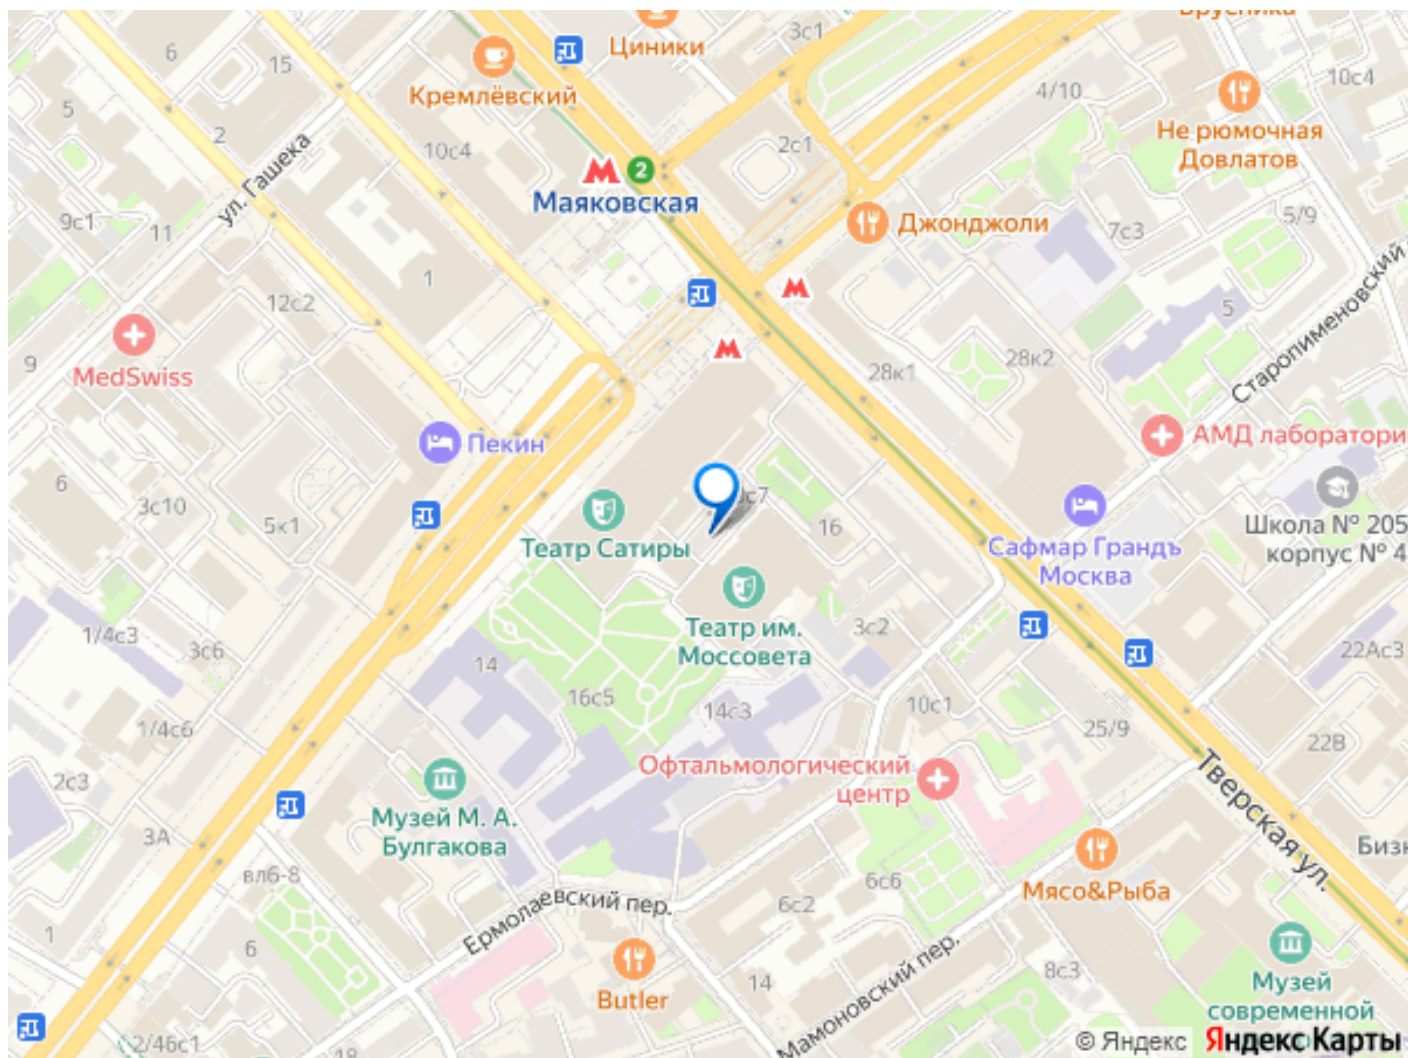 Брусника
3с1
Циники
6
15
Кремлёвский
4/10
10с4
5
2
10с4
2с1
Не рюмочная
Довлатов
ул. Гашека
2
Маяковская
9с1
11
Джонджоли
7с3
5/9
1
12с2
5
Старопименовский
9
MedSwiss
28к1
28к2
Пекин
АМД лаборатори
6
3с10
5к1
с7
16
Театр Сатиры
Сафмар Грандъ
Москва
Школа № 205
корпус № 4
1/4с3
3с6
14
Театр им.
Моссовета
3с2
22Ас3
16с5
14с3
10с1
25/9
22В
1/4с6
2с3
Офтальмологический
центр
Тверская ул.
3А
Музей М. А.
Булгакова
Бизн
вл6-8
6с6
Мясо&Рыба
Ермолаевский пер.
6с2
1
6
Butler
14
Мамоновский пер.
8с3
Музей
современной
2/46с1
18
© Яндекс
Яндекс Карты